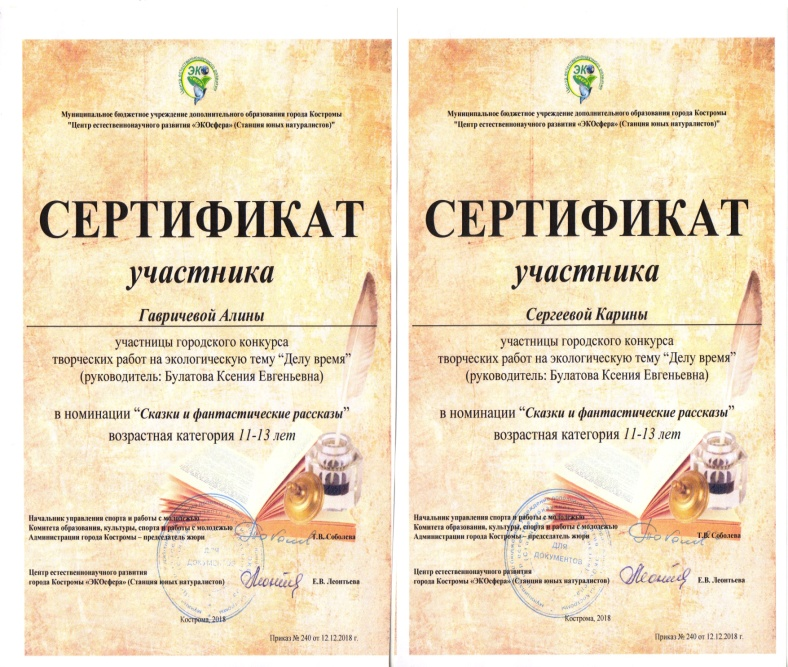 ЭКО
Муниципальное бюджетное учреждение дополнительного образования города Костромы
"Центр естественнонаучного развития «ЭКОсфера» (Станция юных натуралистов)"
СЕРТИФИКАТ
участника
Гавричевой Алины
участницы городского конкурса
творческих работ на экологическую тему “Делу время”
(руководитель: Булатова Ксения Евгеньевна)
в номинации “Сказки и фантастические рассказы”
возрастная категория 11-13 лет
Начальник управления спорта и работы с молодежью
Комитета образования, культуры, спорта и работы с молодежью
Администрации города Костромы – председатель жюри
Т.В. Соболева
ДЛЯ
ДОКУМЕНТОВ
Центр естественнонаучного развития
города Костромы «ЭКОсфера» (Станция юных натуралистов)
Е.В. Леонтьева
Кострома, 2018
Приказ № 240 от 12.12.2018 г.
ЭКО
Муниципальное бюджетное учреждение дополнительного образования города Костромы
"Центр естественнонаучного развития «ЭКОсфера» (Станция юных натуралистов)"
СЕРТИФИКАТ
участника
Сергеевой Карины
участницы городского конкурса
творческих работ на экологическую тему “Делу время”
(руководитель: Булатова Ксения Евгеньевна)
в номинации “Сказки и фантастические рассказы”
возрастная категория 11-13 лет
Начальник управления спорта и работы с молодежью
Комитета образования, культуры, спорта и работы с молодежью
Администрации города Костромы – председатель жюри
Т.В. Соболева
ДЛЯ
ДОКУМЕНТОВ
Центр естественнонаучного развития
города Костромы «ЭКОсфера» (Станция юных натуралистов)
Е.В. Леонтьева
Кострома, 2018
Приказ № 240 от 12.12.2018 г.